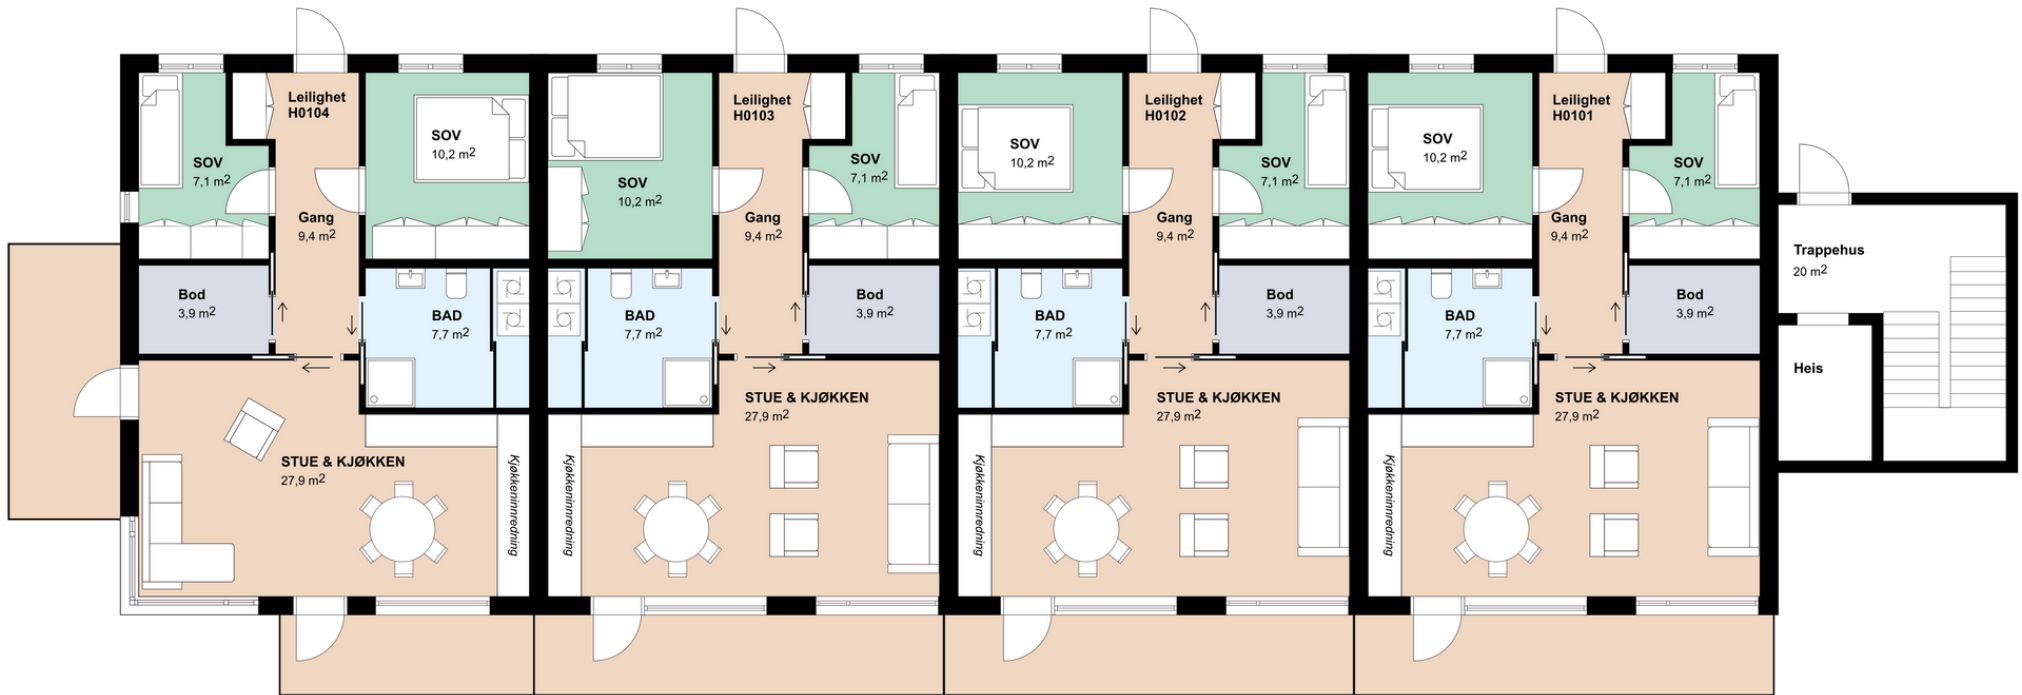 Leilighet
H0104
SOV
7,1 m2
SOV
10,2 m2
Gang
9,4 m2
Bod
3,9 m2
BAD
7,7 m2
STUE & KJØKKEN
27,9 m2
Kjøkkeninnredning
Leilighet
H0103
SOV
10,2 m2
SOV
7,1 m2
Gang
9,4 m2
BAD
7,7 m2
Bod
3,9 m2
STUE & KJØKKEN
27,9 m2
Kjøkkeninnredning
Leilighet
H0102
SOV
10,2 m2
SOV
7,1 m2
Gang
9,4 m2
BAD
7,7 m2
Bod
3,9 m2
STUE & KJØKKEN
27,9 m2
Kjøkkeninnredning
Leilighet
H0101
SOV
10,2 m2
SOV
7,1 m2
Gang
9,4 m2
BAD
7,7 m2
Bod
3,9 m2
STUE & KJØKKEN
27,9 m2
Kjøkkeninnredning
Trappehus
20 m2
Heis